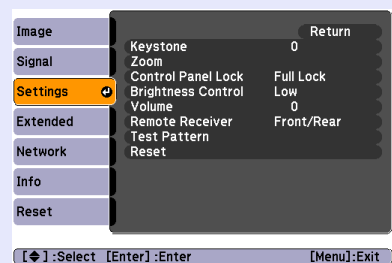 Image
Signal
Settings
Extended
Network
Info
Reset
Return
Keystone 0
Zoom
Control Panel Lock Full Lock
Brightness Control Low
Volume 0
Remote Receiver Front/Rear
Test Pattern
Reset
[ ] :Select [Enter] :Enter [Menu] :Exit